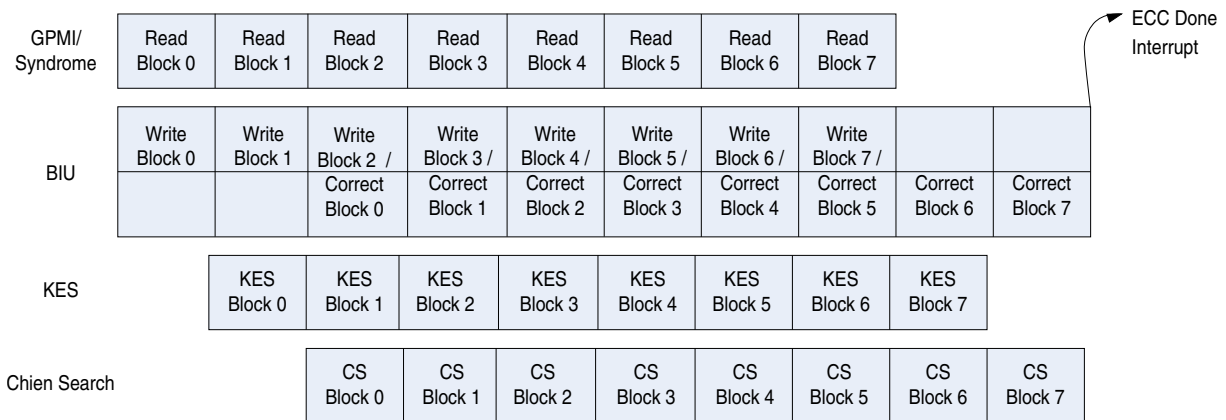 GPMI/
Syndrome
Read
Block 0
Read
Block 1
Read
Block 2
Read
Block 3
Read
Block 4
Read
Block 5
Read
Block 6
Read
Block 7
ECC Done
Interrupt
BIU
Write
Block 0
Write
Block 1
Write
Block 2 /
Write
Block 3 /
Write
Block 4 /
Write
Block 5 /
Write
Block 6 /
Write
Block 7 /
Correct
Block 0
Correct
Block 1
Correct
Block 2
Correct
Block 3
Correct
Block 4
Correct
Block 5
Correct
Block 6
Correct
Block 7
KES
KES
Block 0
KES
Block 1
KES
Block 2
KES
Block 3
KES
Block 4
KES
Block 5
KES
Block 6
KES
Block 7
Chien Search
CS
Block 0
CS
Block 1
CS
Block 2
CS
Block 3
CS
Block 4
CS
Block 5
CS
Block 6
CS
Block 7